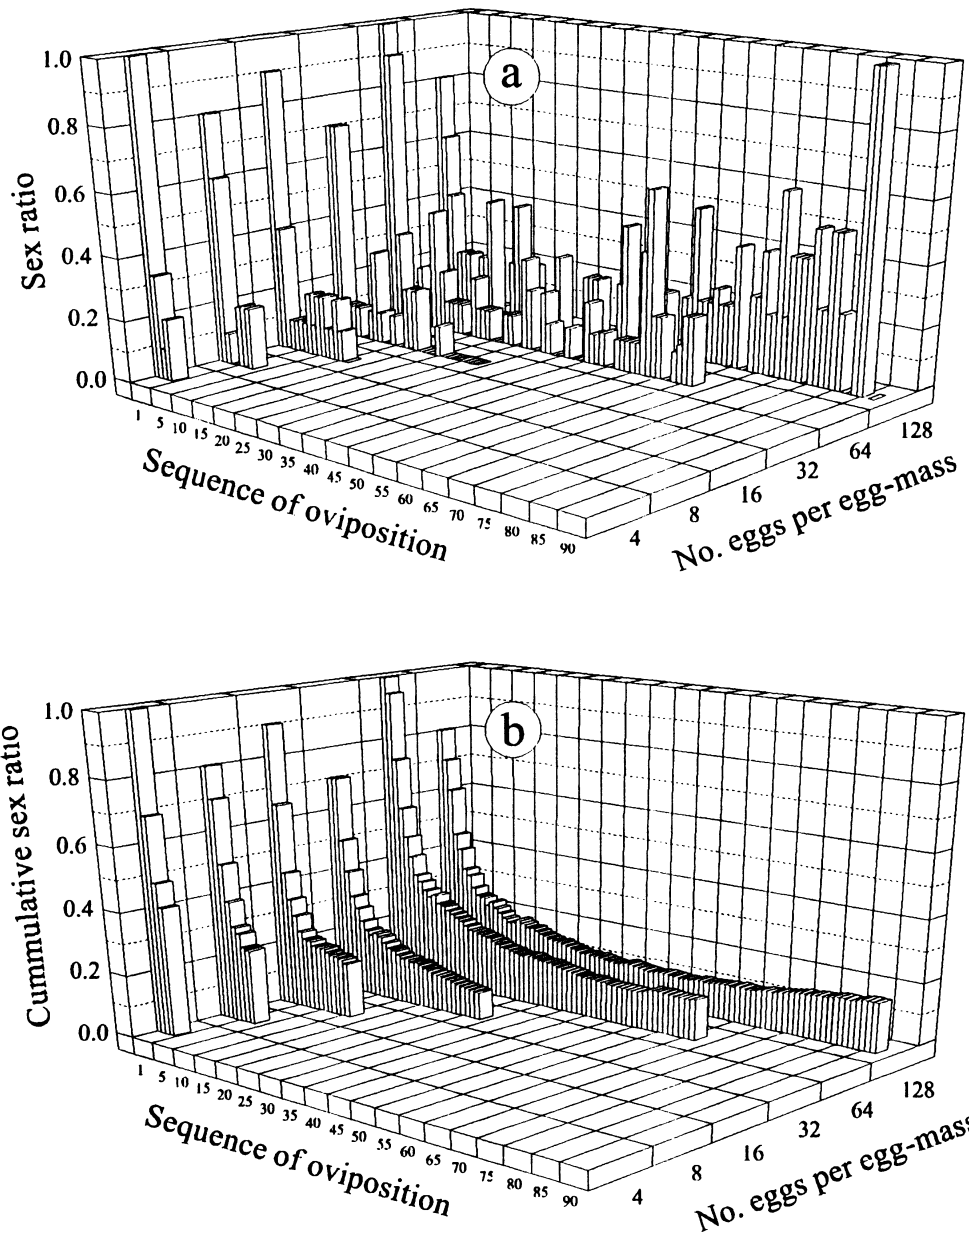 a
1.0
0.8
0.6
0.4
0.2
0.0
Sex ratio
1 5 10 15 20 25 30 35 40 45 50 55 60 65 70 75 80 85 90
Sequence of oviposition
4 8 16 32 64 128
No. eggs per egg-mass
b
1.0
0.8
0.6
0.4
0.2
0.0
Cummulative sex ratio
1 5 10 15 20 25 30 35 40 45 50 55 60 65 70 75 80 85 90
Sequence of oviposition
4 8 16 32 64 128
No. eggs per egg-mass